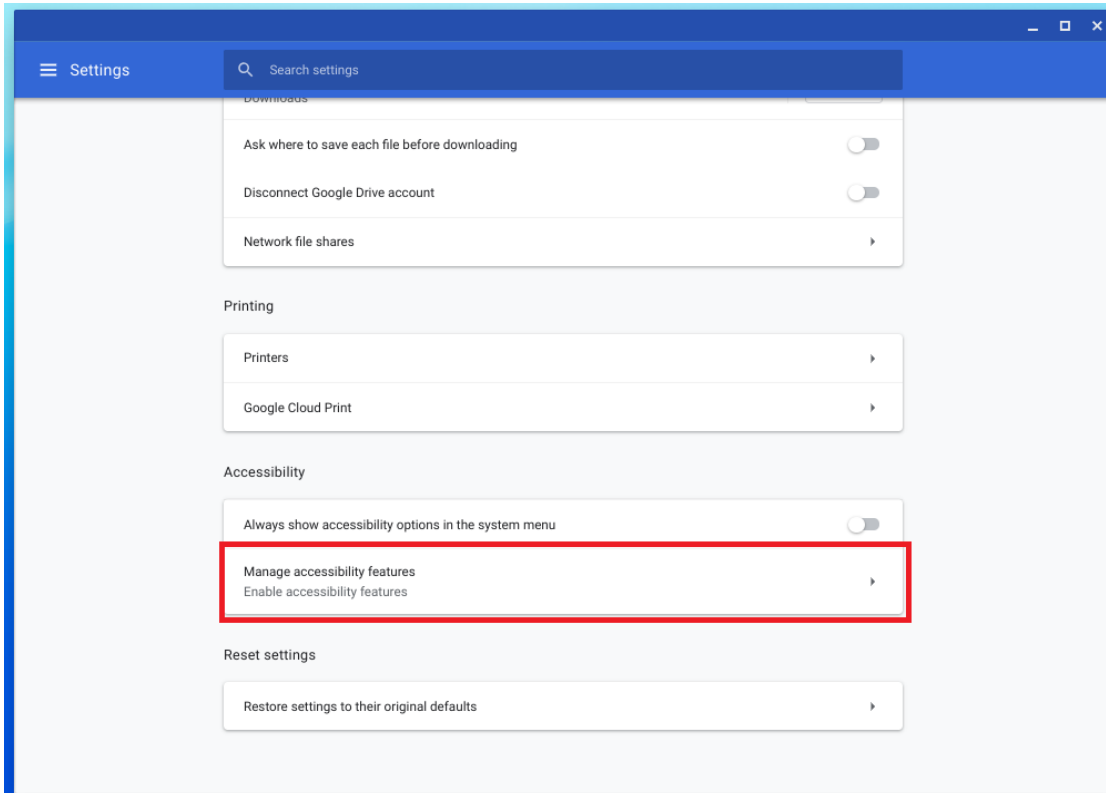 Settings
Search settings
Downloads
Ask where to save each file before downloading
Disconnect Google Drive account
Network file shares
Printing
Printers
Google Cloud Print
Accessibility
Always show accessibility options in the system menu
Manage accessibility features
Enable accessibility features
Reset settings
Restore settings to their original defaults